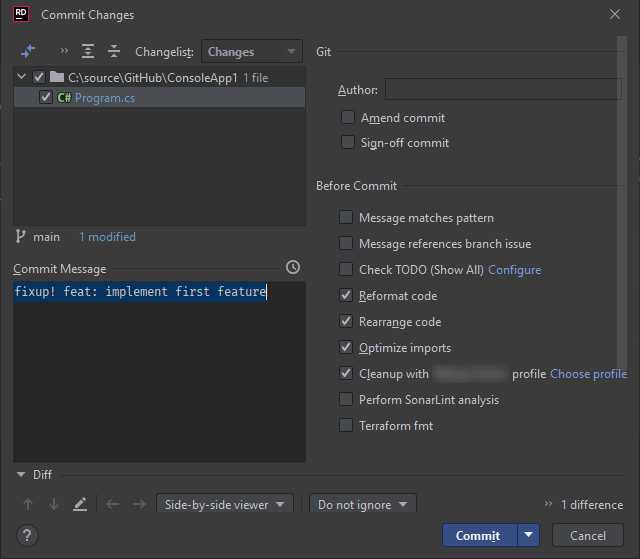 RD
Commit Changes
Changelist:
Changes
C:\source\GitHub\ConsoleApp1 1 file
C# Program.cs
main
1 modified
Commit Message
fixup! feat: implement first feature
Git
Author:
Amend commit
Sign-off commit
Before Commit
Message matches pattern
Message references branch issue
Check TODO (Show All) Configure
Reformat code
Rearrange code
Optimize imports
Cleanup with
profile Choose profile
Perform SonarLint analysis
Terraform fmt
Diff
Side-by-side viewer
Do not ignore
1 difference
?
Commit
Cancel